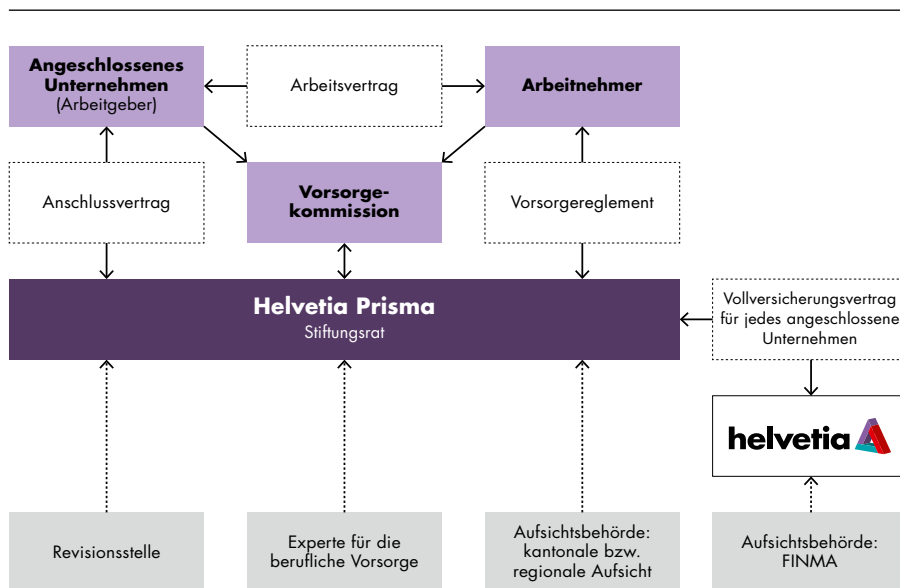 Angeschlossenes
Unternehmen
(Arbeitgeber)
Arbeitsvertrag
Arbeitnehmer
Anschlussvertrag
Vorsorge-
kommission
Vorsorgereglement
Helvetia Prisma
Stiftungsrat
Vollversicherungsvertrag
für jedes angeschlossene
Unternehmen
helvetia
Revisionsstelle
Experte für die
berufliche Vorsorge
Aufsichtsbehörde:
kantonale bzw.
regionale Aufsicht
Aufsichtsbehörde:
FINMA